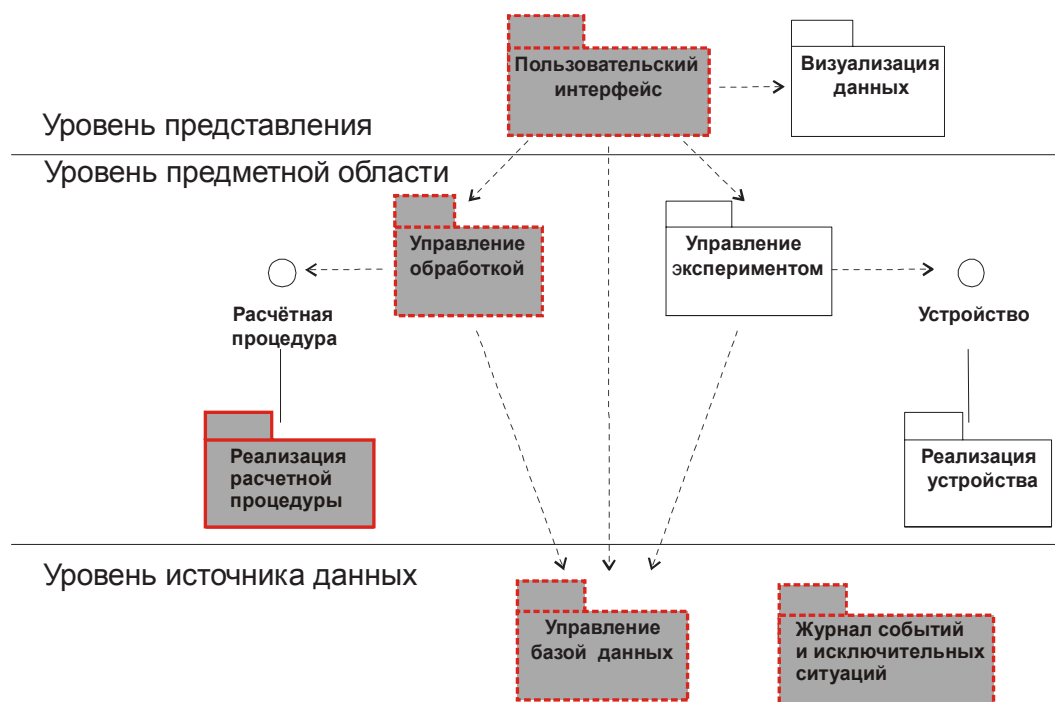 Пользовательский
интерфейс
Визуализация
данных
Уровень представления
Уровень предметной области
Управление
обработкой
Управление
экспериментом
Расчётная
процедура
Устройство
Реализация
расчетной
процедуры
Реализация
устройства
Уровень источника данных
Управление
базой данных
Журнал событий
и исключительных
ситуаций